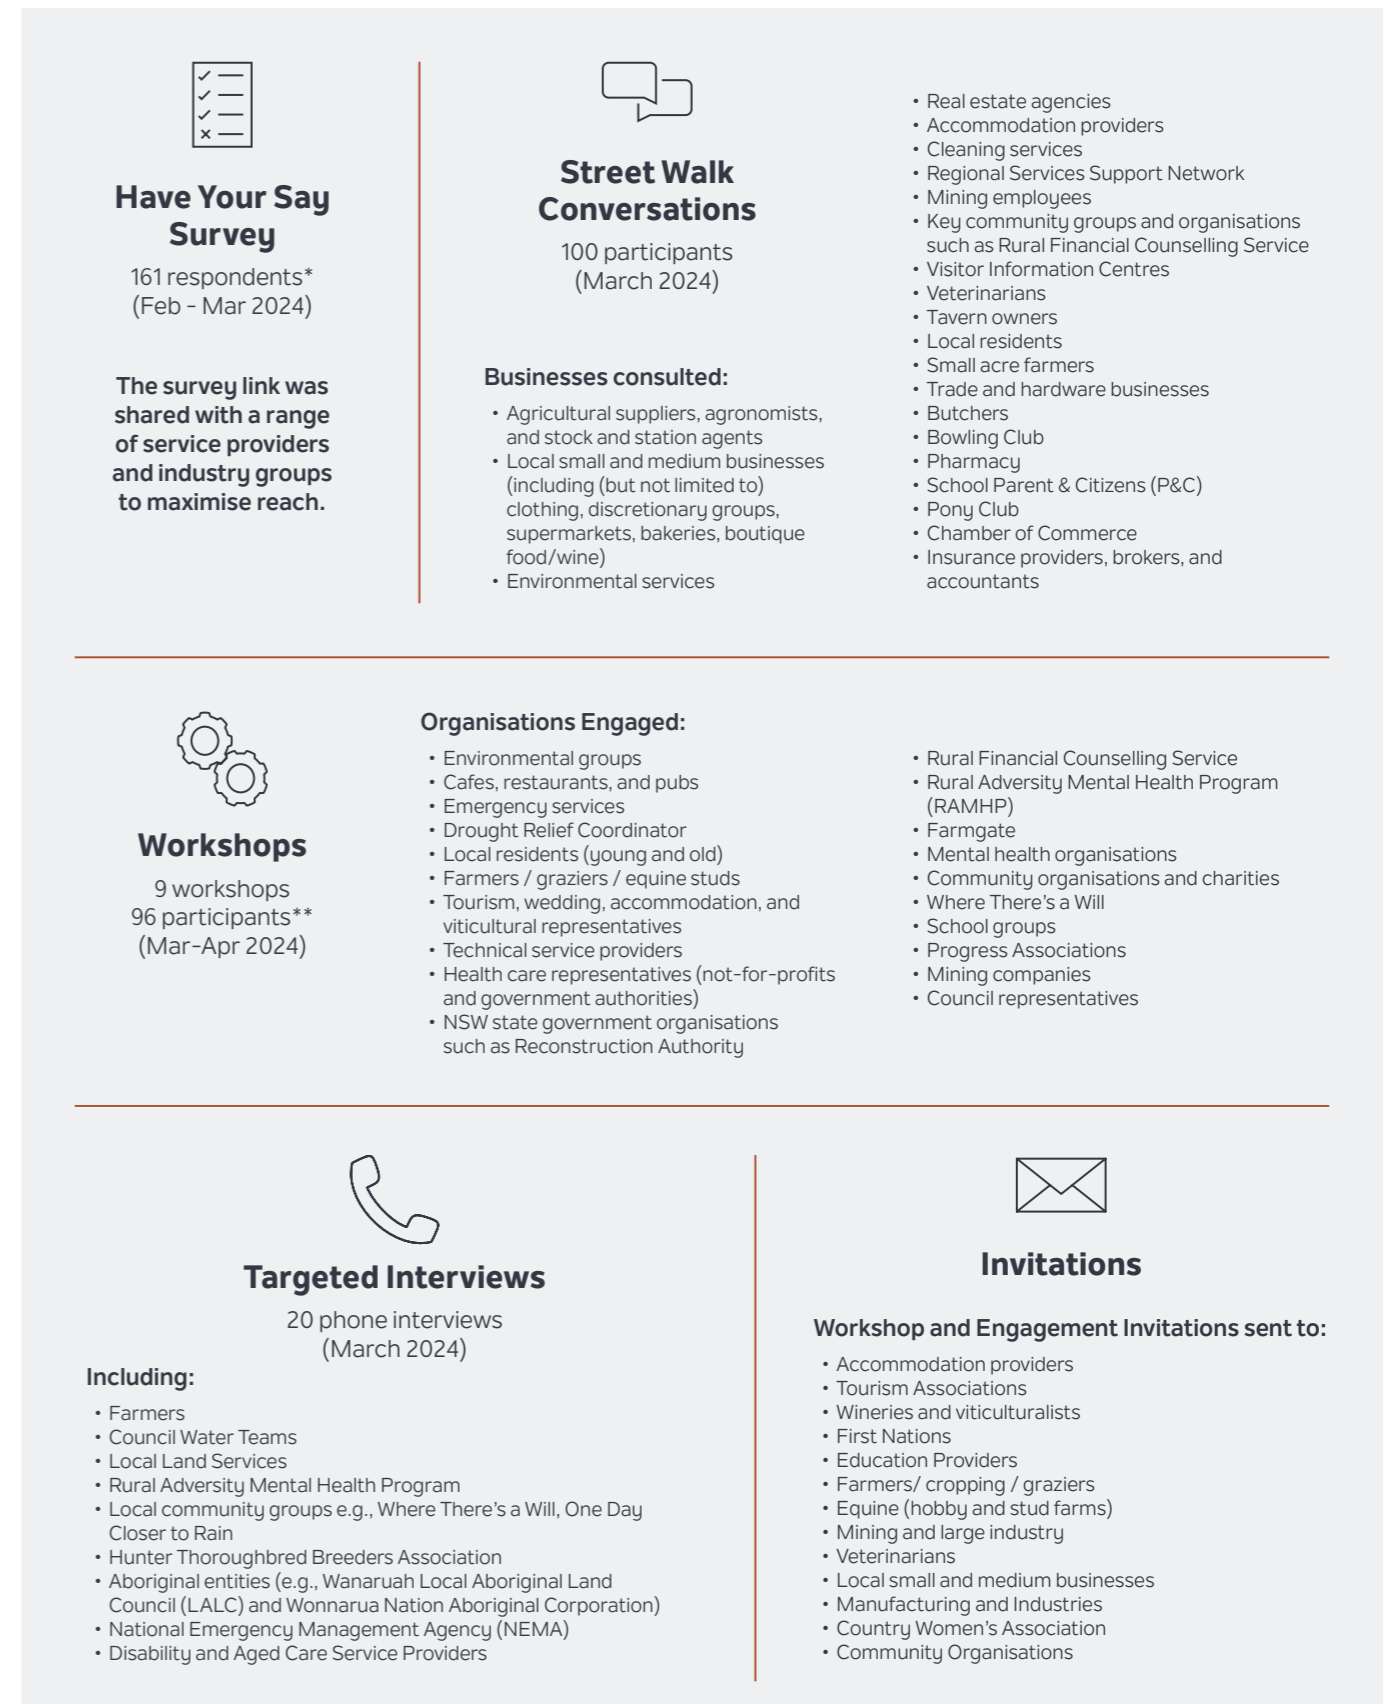 Have Your Say
Survey
161 respondents*
(Feb - Mar 2024)
The survey link was
shared with a range
of service providers
and industry groups
to maximise reach.
Street Walk
Conversations
100 participants
(March 2024)
Businesses consulted:
• Agricultural suppliers, agronomists,
and stock and station agents
• Local small and medium businesses
(including (but not limited to)
clothing, discretionary groups,
supermarkets, bakeries, boutique
food/wine)
• Environmental services
• Real estate agencies
• Accommodation providers
• Cleaning services
• Regional Services Support Network
• Mining employees
• Key community groups and organisations
such as Rural Financial Counselling Service
• Visitor Information Centres
• Veterinarians
• Tavern owners
• Local residents
• Small acre farmers
• Trade and hardware businesses
• Butchers
• Bowling Club
• Pharmacy
• School Parent & Citizens (P&C)
• Pony Club
• Chamber of Commerce
• Insurance providers, brokers, and
accountants
Workshops
9 workshops
96 participants**
(Mar-Apr 2024)
Organisations Engaged:
• Environmental groups
• Cafes, restaurants, and pubs
• Emergency services
• Drought Relief Coordinator
• Local residents (young and old)
• Farmers / graziers / equine studs
• Tourism, wedding, accommodation, and
viticultural representatives
• Technical service providers
• Health care representatives (not-for-profits
and government authorities)
• NSW state government organisations
such as Reconstruction Authority
• Rural Financial Counselling Service
• Rural Adversity Mental Health Program
(RAMHP)
• Farmgate
• Mental health organisations
• Community organisations and charities
• Where There's a Will
• School groups
• Progress Associations
• Mining companies
• Council representatives
Targeted Interviews
20 phone interviews
(March 2024)
Including:
• Farmers
• Council Water Teams
• Local Land Services
• Rural Adversity Mental Health Program
• Local community groups e.g., Where There's a Will, One Day
Closer to Rain
• Hunter Thoroughbred Breeders Association
• Aboriginal entities (e.g., Wanaruah Local Aboriginal Land
Council (LALC) and Wonnarua Nation Aboriginal Corporation)
• National Emergency Management Agency (NEMA)
• Disability and Aged Care Service Providers
Invitations
Workshop and Engagement Invitations sent to:
• Accommodation providers
• Tourism Associations
• Wineries and viticulturalists
• First Nations
• Education Providers
• Farmers/ cropping / graziers
• Equine (hobby and stud farms)
• Mining and large industry
• Veterinarians
• Local small and medium businesses
• Manufacturing and Industries
• Country Women's Association
• Community Organisations